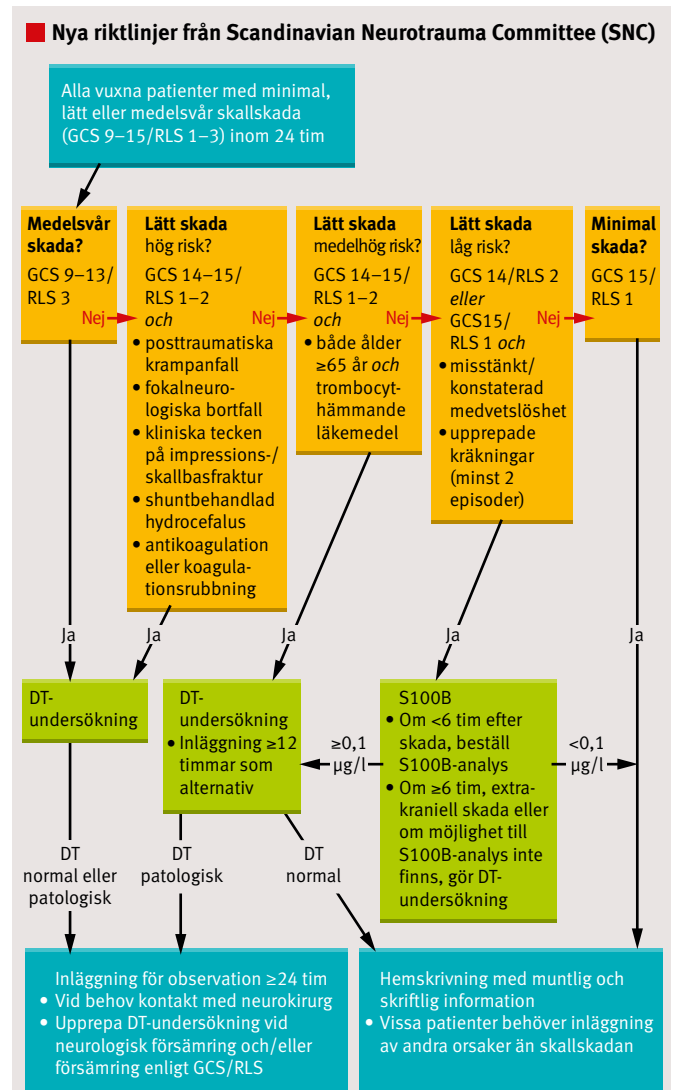 Nya riktlinjer från Scandinavian Neurotrauma Committee (SNC)
Alla vuxna patienter med minimal,
lätt eller medelsvår skallskada
(GCS 9–15/RLS 1–3) inom 24 tim
Medelsvår
skada?
GCS 9–13/
RLS 3
Nej
Lätt skada
hög risk?
GCS 14–15/
RLS 1–2
och
• posttraumatiska
krampanfall
• fokalneuro-
logiska bortfall
• kliniska tecken
på impressions-/
skallbasfraktur
• shuntbehandlad
hydrocefalus
• antikoagulation
eller koagula-
tionsrubbning
Nej
Lätt skada
medelhög risk?
GCS 14–15/
RLS 1–2
och
• både ålder
≥65 år och
trombocyt-
hämmande
läkemedel
Nej
Lätt skada
låg risk?
GCS 14/RLS 2
eller
GCS15/
RLS 1 och
• misstänkt/
konstaterad
medvetslöshet
• upprepade
kräkningar
(minst 2
episoder)
Nej
Minimal
skada?
GCS 15/
RLS 1
Ja
Ja
Ja
Ja
Ja
DT-
undersökning
DT-
undersökning
• Inläggning ≥12
timmar som
alternativ
≥0,1
µg/l
S100B
• Om <6 tim efter
skada, beställ
S100B-analys
• Om ≥6 tim, extra-
kraniell skada eller
om möjlighet till
S100B-analys inte
finns, gör DT-
undersökning
<0,1
µg/l
DT
normal eller
patologisk
DT
patologisk
DT
normal
Inläggning för observation ≥24 tim
• Vid behov kontakt med neurokirurg
• Upprepa DT-undersökning vid
neurologisk försämring och/eller
försämring enligt GCS/RLS
Hemskrivning med muntlig och
skriftlig information
• Vissa patienter behöver inläggning
av andra orsaker än skallskadan